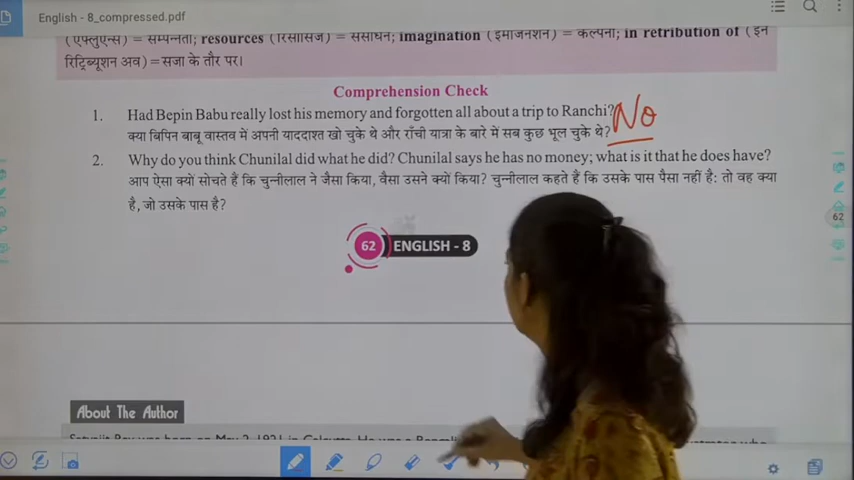 English - 8_compressed.pdf
(एफ्लुएन्स) = सम्पन्नता; resources (रिसॉर्सिज) = संसाधन; imagination (इमाजनेशन) = कल्पना; in retribution of (इन
रिट्रिब्यूशन अव) = सजा के तौर पर।
Comprehension Check
1. Had Bepin Babu really lost his memory and forgotten all about a trip to Ranchi? No
क्या बिपिन बाबू वास्तव में अपनी याददाश्त खो चुके थे और राँची यात्रा के बारे में सब कुछ भूल चुके थे?
2. Why do you think Chunilal did what he did? Chunilal says he has no money; what is it that he does have?
आप ऐसा क्यों सोचते हैं कि चुन्नीलाल ने जैसा किया, वैसा उसने क्यों किया? चुन्नीलाल कहते हैं कि उसके पास पैसा नहीं है: तो वह क्या
है, जो उसके पास है?
62
62 ENGLISH - 8
About The Author